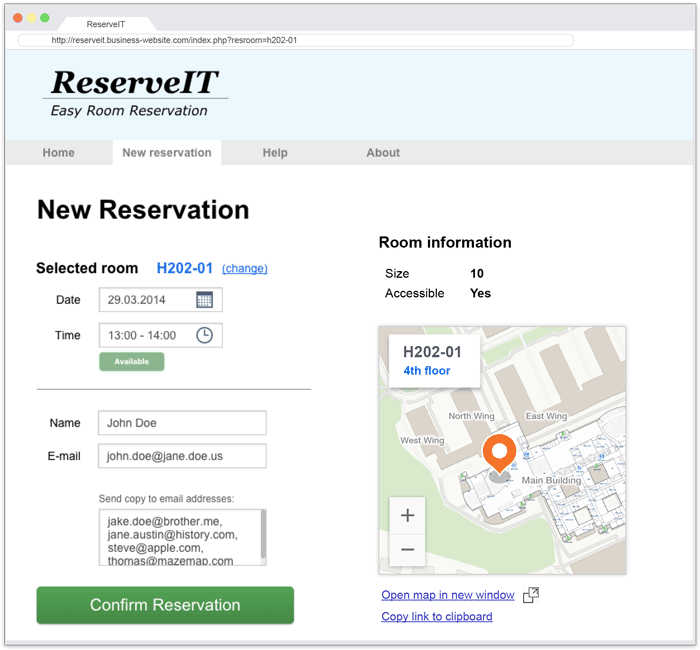 ReserveIT
http://reserveit.business-website.com/index.php?resroom=h202-01
ReserveIT
Easy Room Reservation
Home New reservation Help About
New Reservation
Selected room H202-01 (change)
Date 29.03.2014
Time 13:00 - 14:00
Available
Name John Doe
E-mail john.doe@jane.doe.us
Send copy to email addresses:
jake.doe@brother.me,
jane.austin@history.com,
steve@apple.com,
thomas@mazemap.com
Confirm Reservation
Room information
Size 10
Accessible Yes
H202-01
4th floor
North Wing
East Wing
West Wing
Main Building
+
−
Open map in new window
Copy link to clipboard